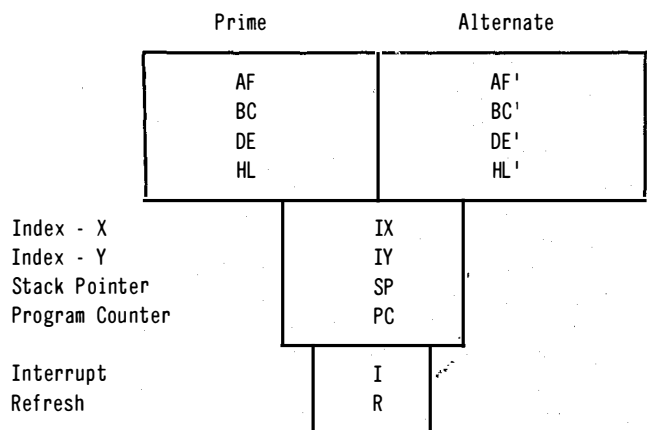 Prime Alternate
AF AF'
BC BC'
DE DE'
HL HL'
Index - X IX
Index - Y IY
Stack Pointer SP
Program Counter PC
Interrupt I
Refresh R